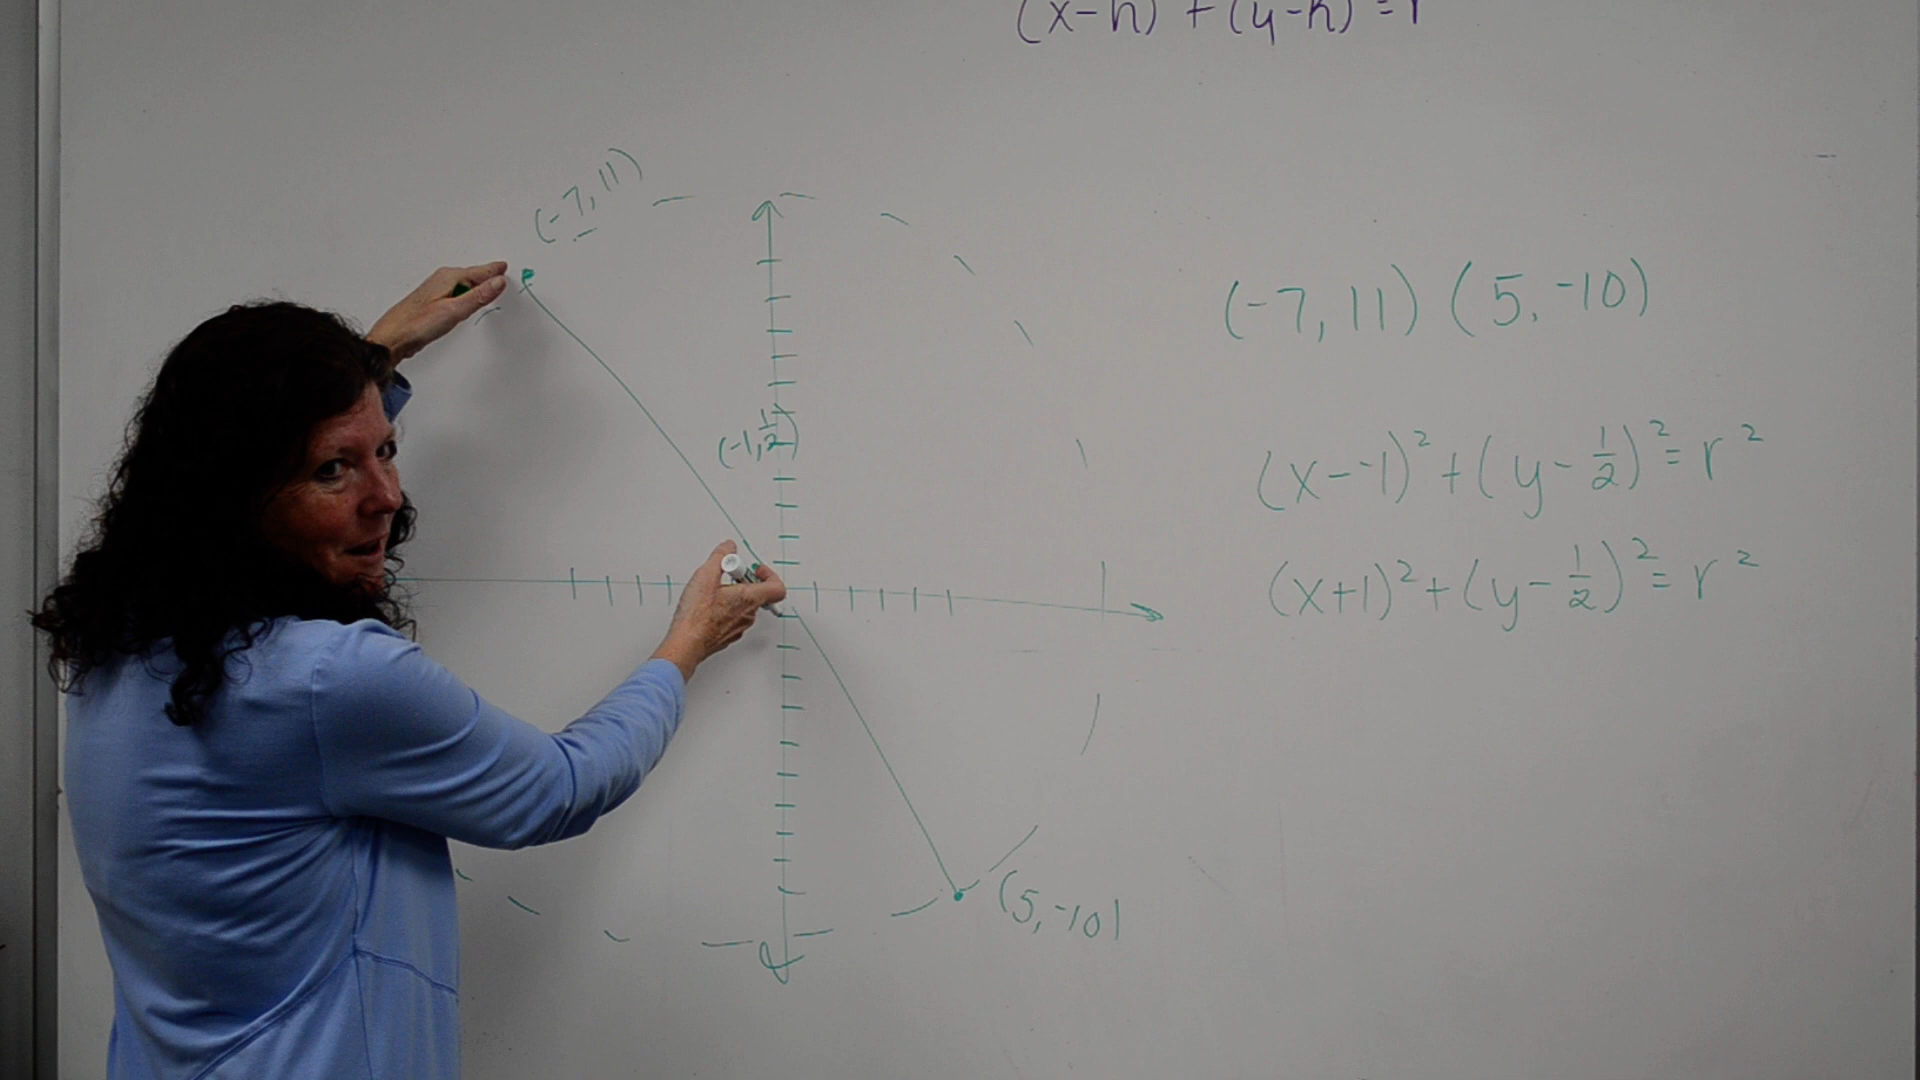 (x-h) + (y-k) = r
(-7, 11)
(-7, 11) (5, -10)
(-1, 1/2)
(x--1)² + (y-1/2)² = r²
(x+1)² + (y-1/2)² = r²
(5, -10)